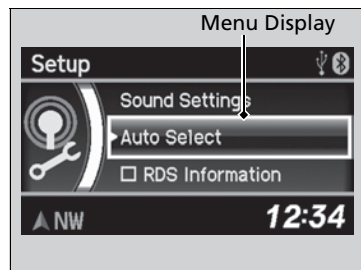 Menu Display
Setup
Sound Settings
Auto Select
RDS Information
NW
12:34